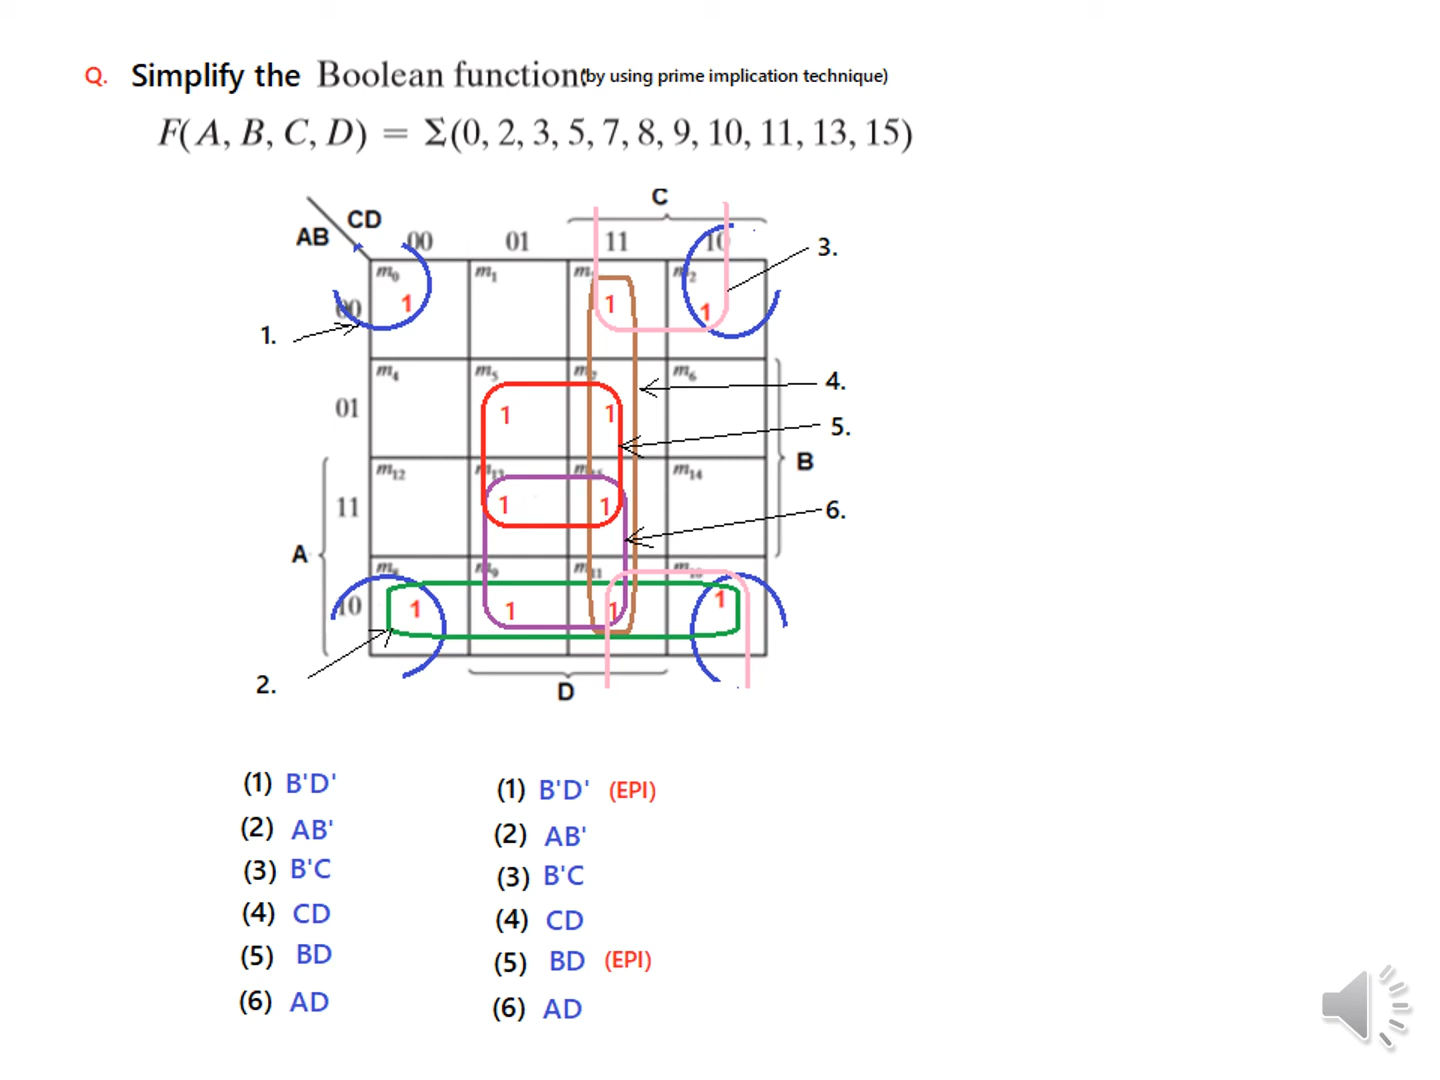 Q. Simplify the Boolean function: (by using prime implication technique)
F(A, B, C, D) = Σ(0, 2, 3, 5, 7, 8, 9, 10, 11, 13, 15)
C
CD
AB
00 01 11 10
3.
m0 m1 m3 m2
00 1 1 1
1.
4.
m4 m5 m7 m6
01 1 1
5.
B
m12 m13 m15 m14
11 1 1
6.
A
m8 m9 m11 m10
10 1 1 1 1
2.
D
(1) B'D' (1) B'D' (EPI)
(2) AB' (2) AB'
(3) B'C (3) B'C
(4) CD (4) CD
(5) BD (5) BD (EPI)
(6) AD (6) AD